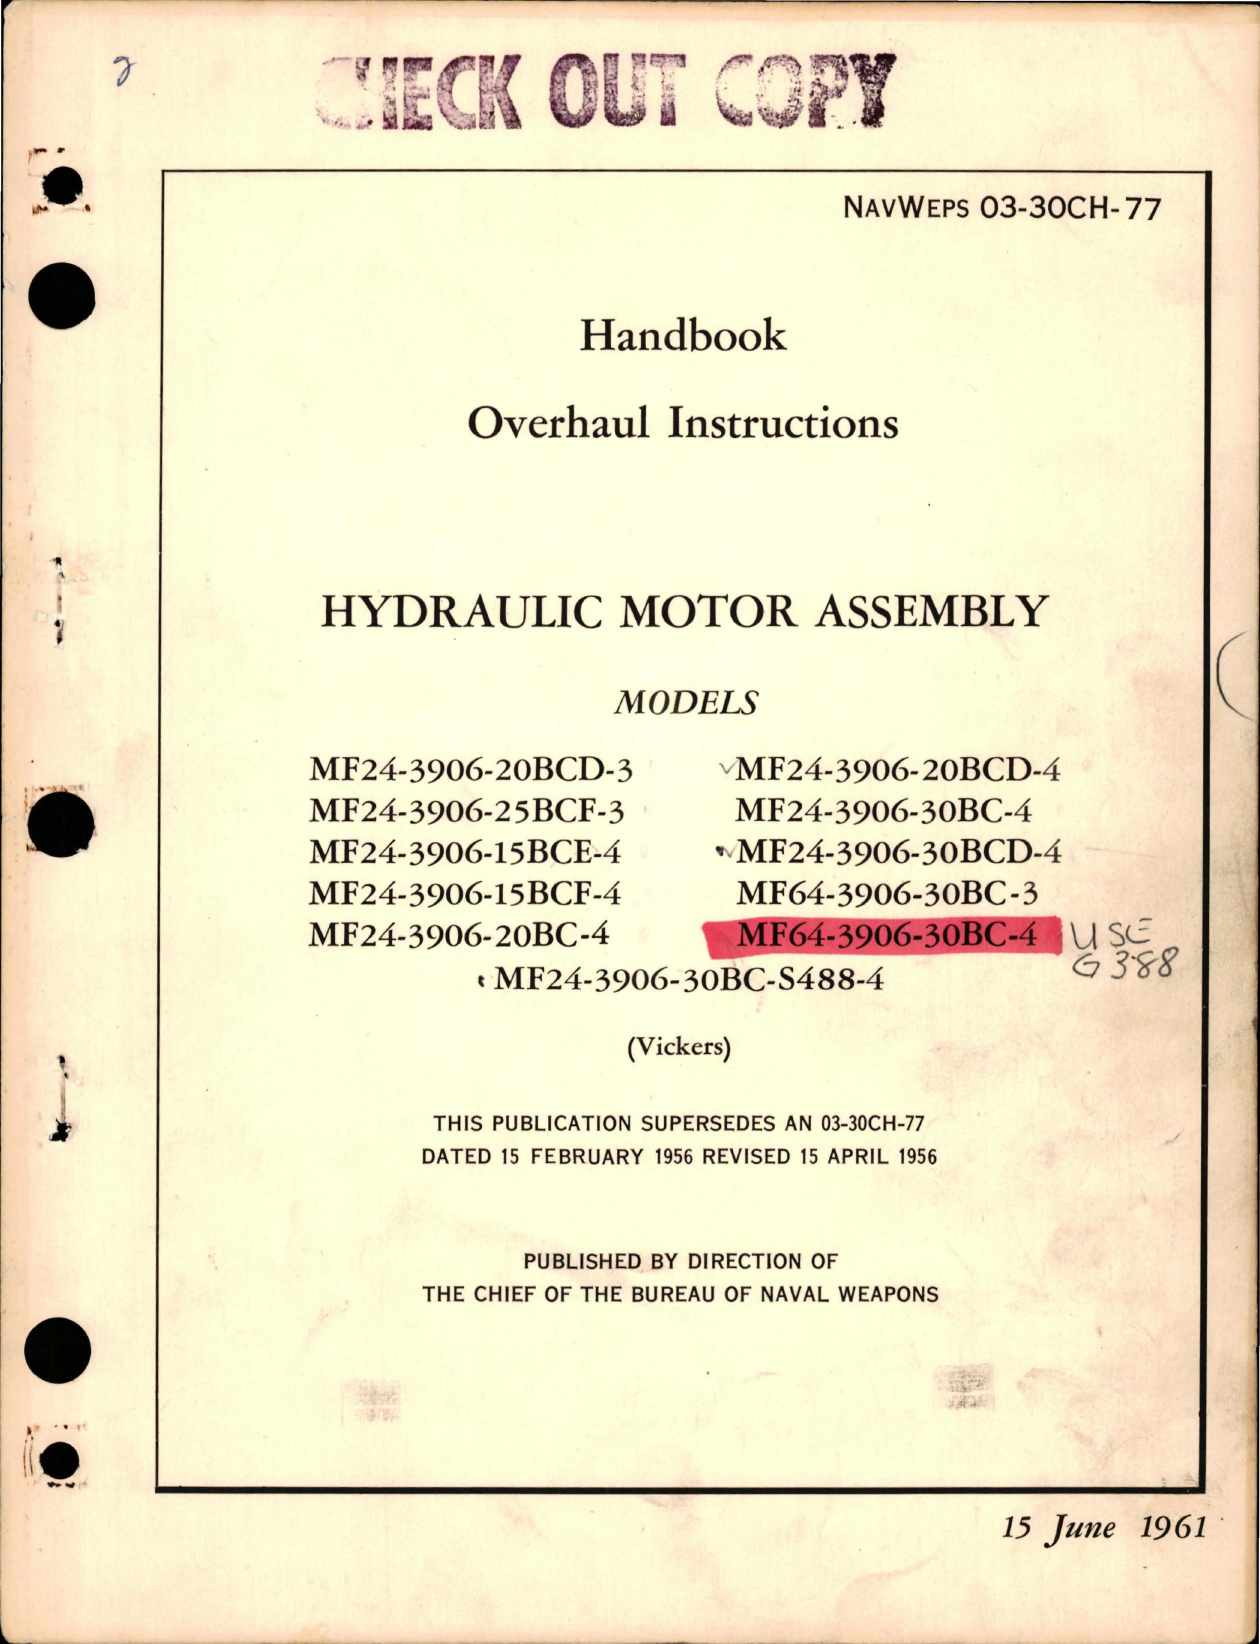 2
CHECK OUT COPY
NAVWEPS 03-30CH-77
Handbook
Overhaul Instructions
HYDRAULIC MOTOR ASSEMBLY
MODELS
MF24-3906-20BCD-3 MF24-3906-20BCD-4
MF24-3906-25BCF-3 MF24-3906-30BC-4
MF24-3906-15BCE-4 MF24-3906-30BCD-4
MF24-3906-15BCF-4 MF64-3906-30BC-3
MF24-3906-20BC-4 MF64-3906-30BC-4 USE
G388
MF24-3906-30BC-S488-4
(Vickers)
THIS PUBLICATION SUPERSEDES AN 03-30CH-77
DATED 15 FEBRUARY 1956 REVISED 15 APRIL 1956
PUBLISHED BY DIRECTION OF
THE CHIEF OF THE BUREAU OF NAVAL WEAPONS
15 June 1961